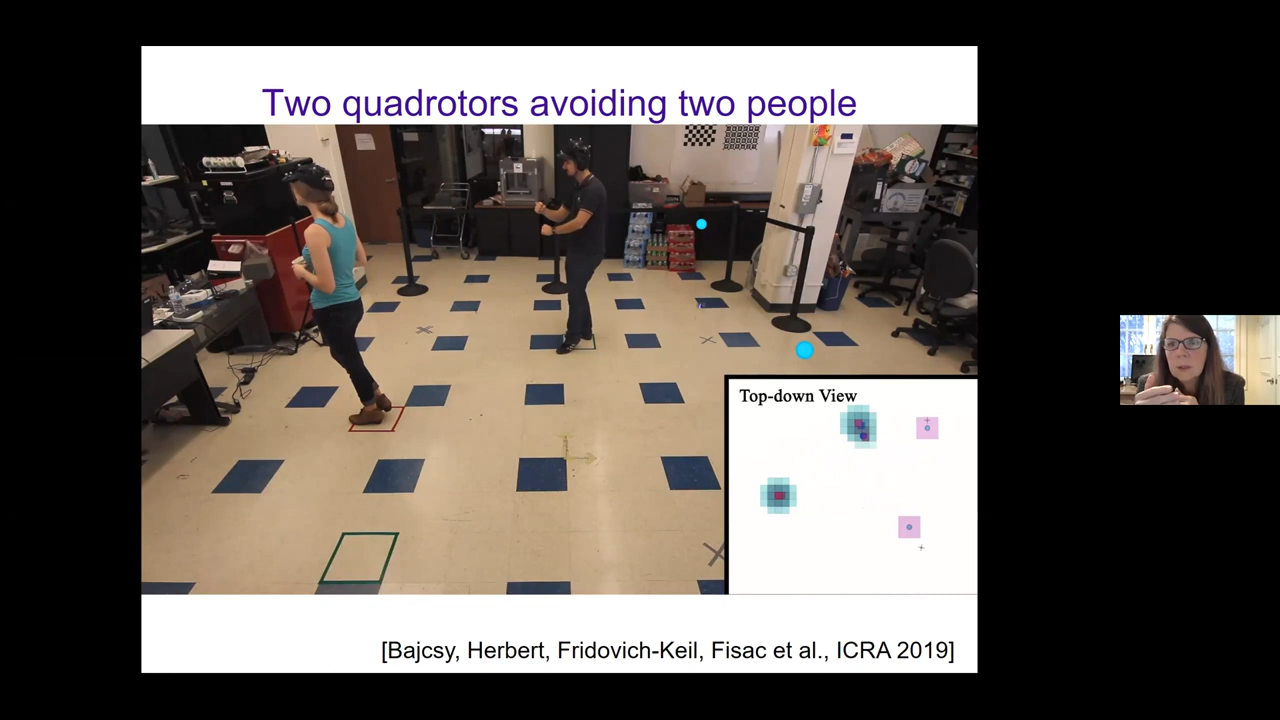 Two quadrotors avoiding two people
Top-down View
[Bajcsy, Herbert, Fridovich-Keil, Fisac et al., ICRA 2019]